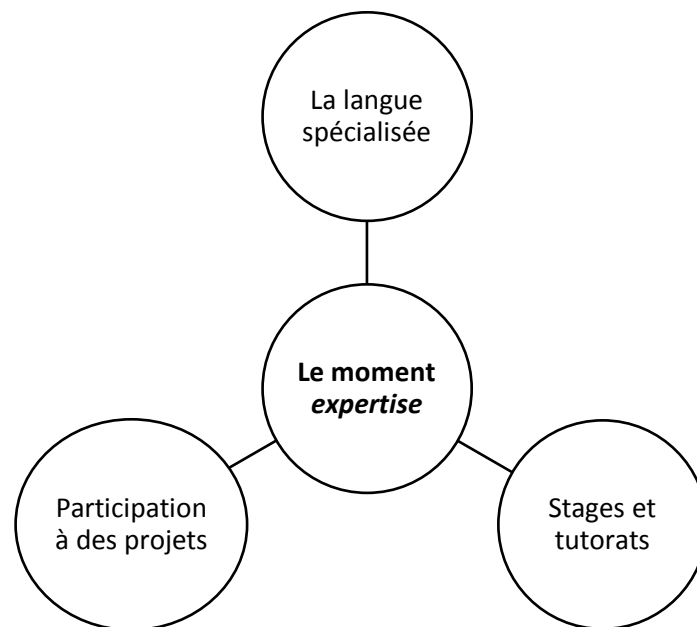 La langue
spécialisée
Le moment
expertise
Participation
à des projets
Stages et
tutorats